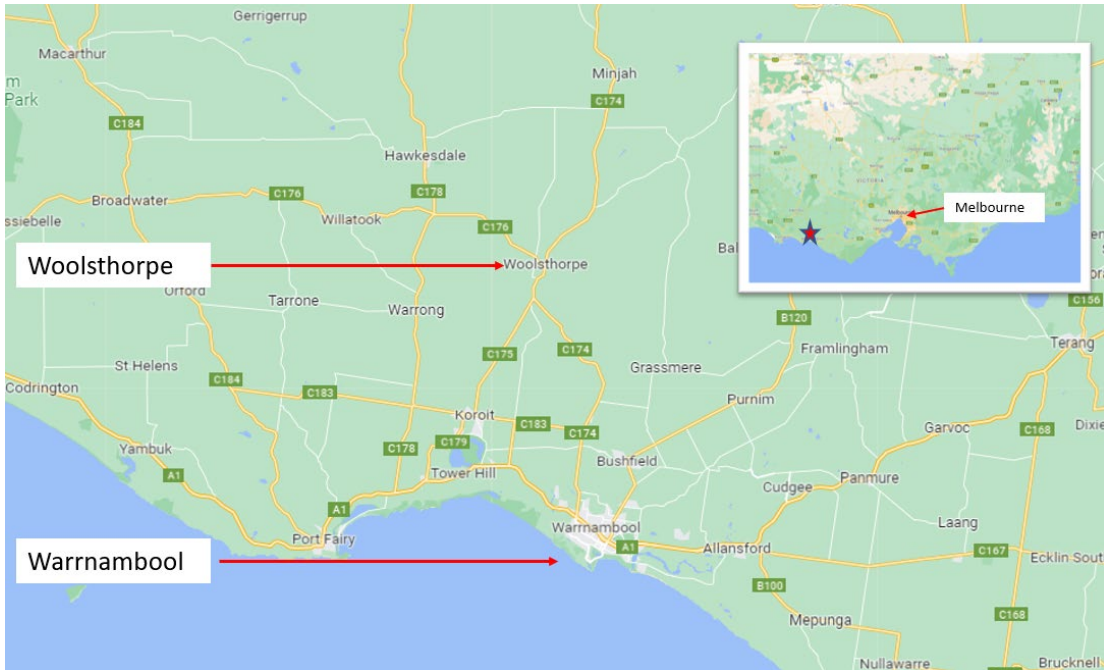 Gerrigerrup
Macarthur
Minjah
m
Park
C174
C184
Hawkesdale
C178
Broadwater
C176
Willatook
ssiebelle
C176
Bal
Woolsthorpe
Woolsthorpe
Orford
Tarrone
Warrong
C156
B120
Terang
St Helens
C175
C174
Framlingham
Grassmere
Codrington
C184
C183
Purnim
Koroit
C183
C174
Garvoc
C168
Dixie
Yambuk
C179
C178
Tower Hill
Bushfield
A1
Cudgee
Panmure
A1
Port Fairy
Warrnambool
Laang
A1
Allansford
C167
Ecklin Sout
Warrnambool
B100
C168
Mepunga
Nullawarre
Brucknell
VICTORIA
Melbourne